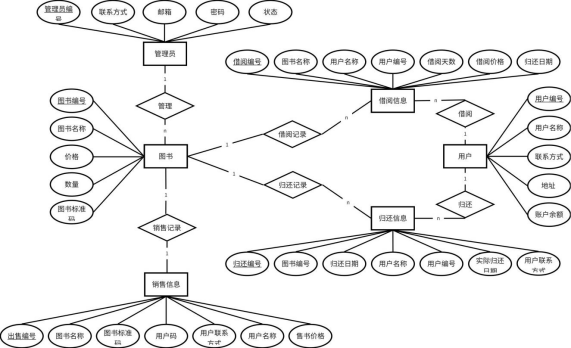 管理员编
号
联系方式
邮箱
密码
状态
管理员
借阅编号
图书名称
用户名称
用户编号
借阅天数
借阅价格
归还日期
1
管理
n
图书编号
图书名称
价格
数量
图书标准
码
图书
1
借阅记录
n
借阅信息
n
借阅
1
用户
用户编号
用户名称
联系方式
地址
账户余额
1
归还记录
n
归还信息
n
归还
1
1
销售记录
1
销售信息
归还编号
图书编号
归还日期
用户名称
用户编号
实际归还
日期
用户联系
方式
出售编号
图书名称
图书标准
码
用户码
用户联系
方式
用户名称
售书价格